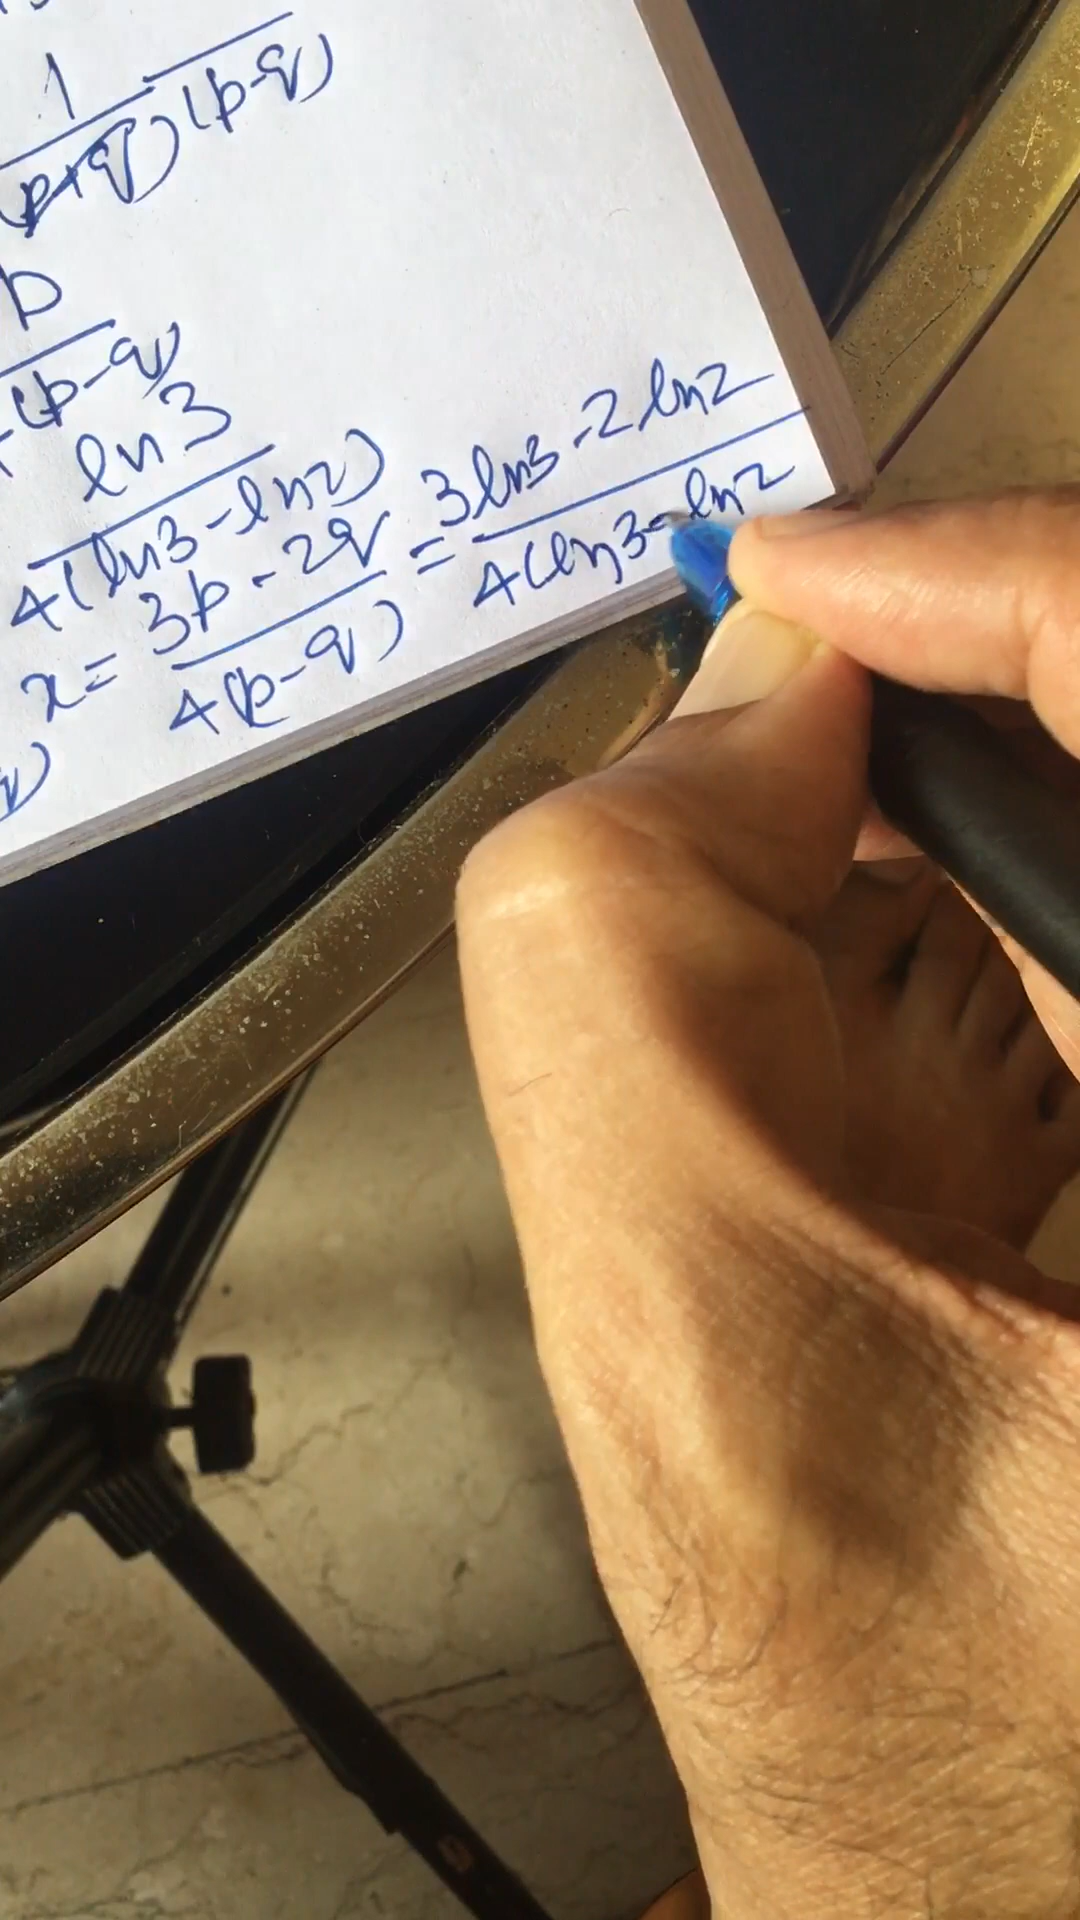 1
(p+q)(p-q)
p
(p-q)
ln3
4(ln3-ln2)
x = 3p-2q / 4(p-q) = 3ln3-2ln2 / 4(ln3-ln2